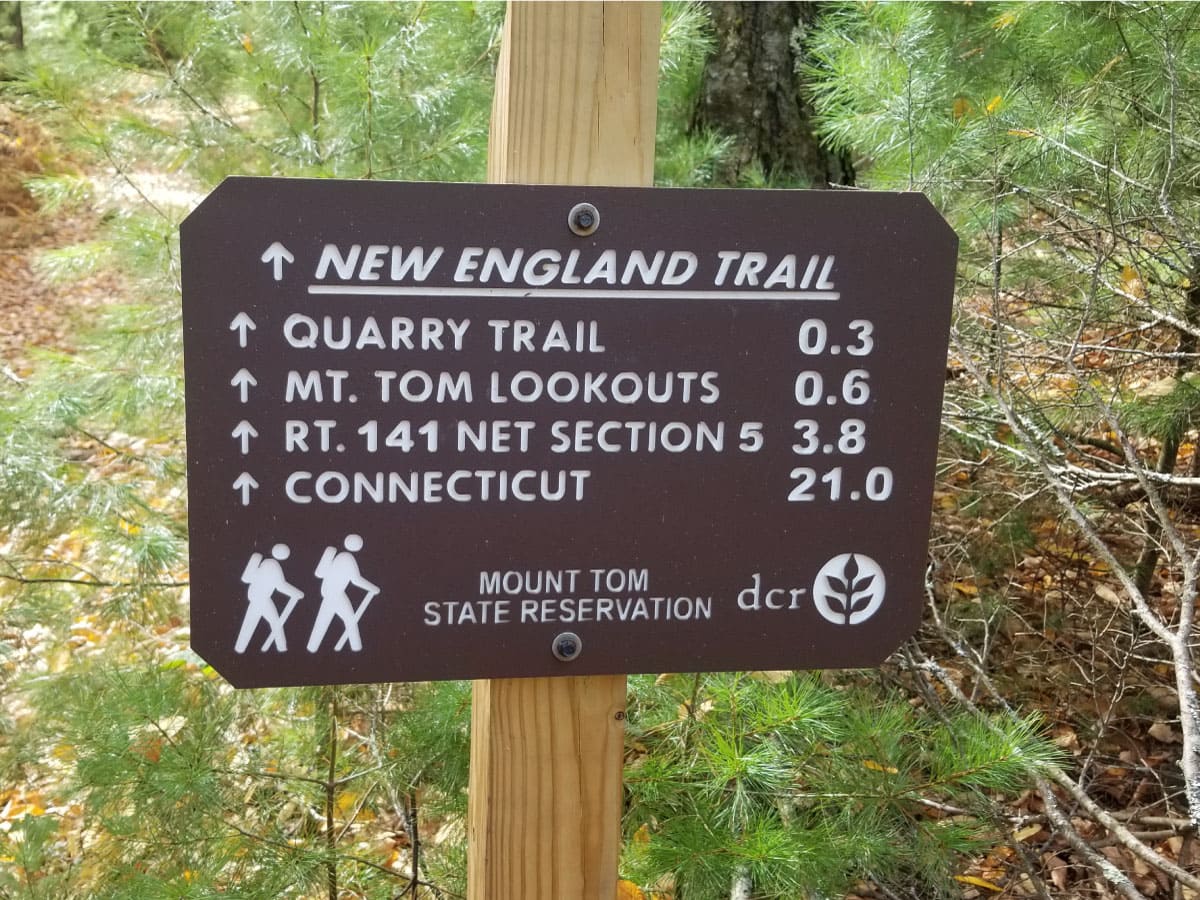 ↑ NEW ENGLAND TRAIL
↑ QUARRY TRAIL 0.3
↑ MT. TOM LOOKOUTS 0.6
↑ RT. 141 NET SECTION 5 3.8
↑ CONNECTICUT 21.0
MOUNT TOM
STATE RESERVATION
dcr